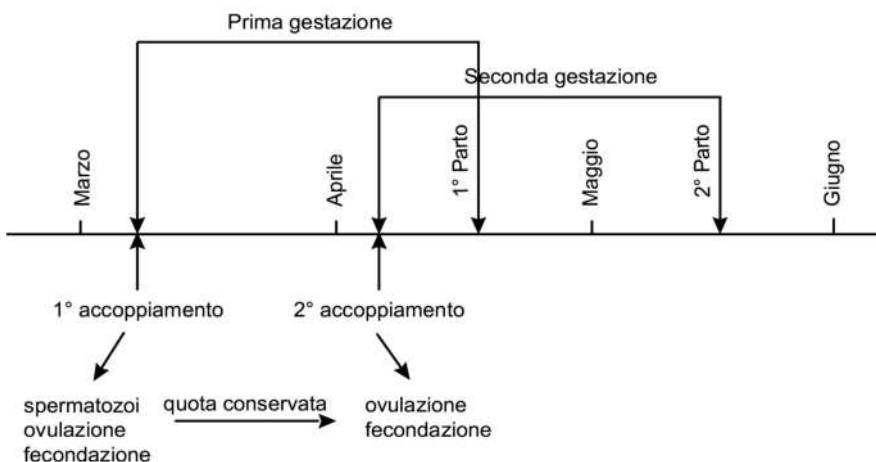 Prima gestazione
Seconda gestazione
Marzo
Aprile
1° Parto
Maggio
2° Parto
Giugno
1° accoppiamento
2° accoppiamento
spermatozoi
ovulazione
fecondazione
quota conservata
ovulazione
fecondazione